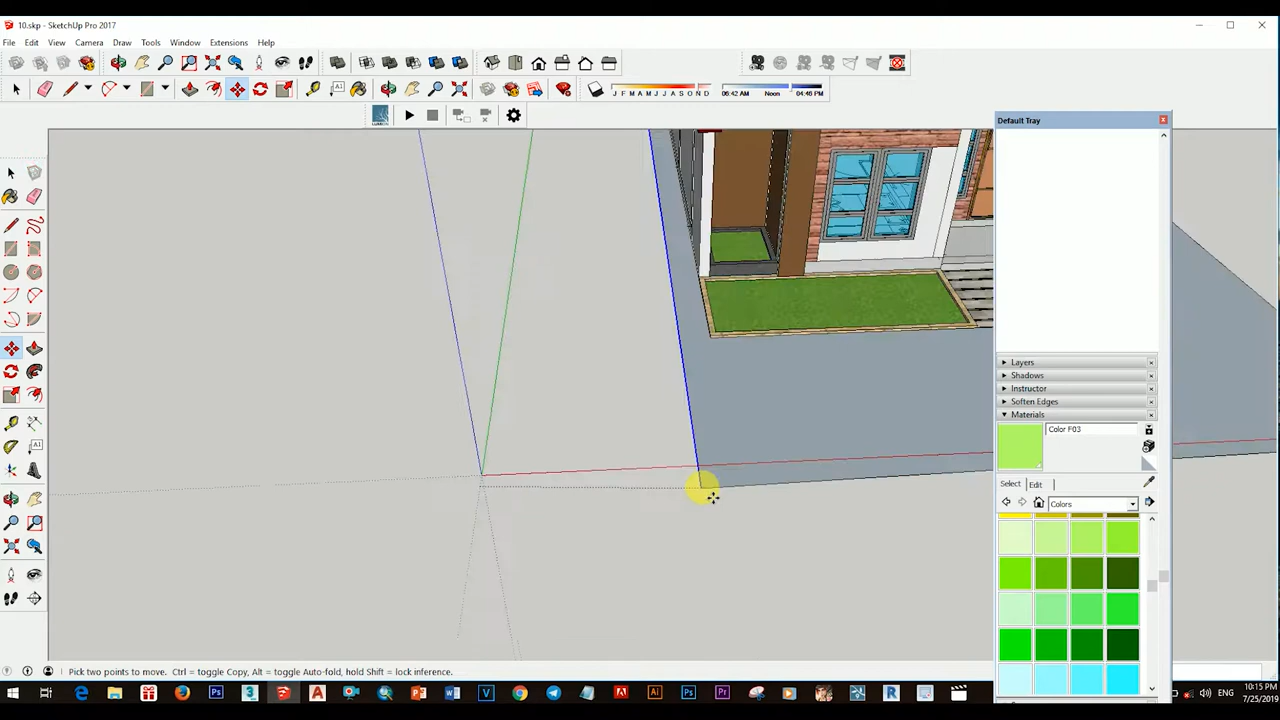 10.skp - SketchUp Pro 2017
File Edit View Camera Draw Tools Window Extensions Help
J F M A M J J A S O N D
06:42 AM Noon 04:46 PM
LUMION
Default Tray
Layers
Shadows
Instructor
Soften Edges
Materials
Color F03
Select Edit
Colors
Pick two points to move. Ctrl = toggle Copy, Alt = toggle Auto-fold, hold Shift = lock inference.
ENG
10:15 PM
7/25/2019